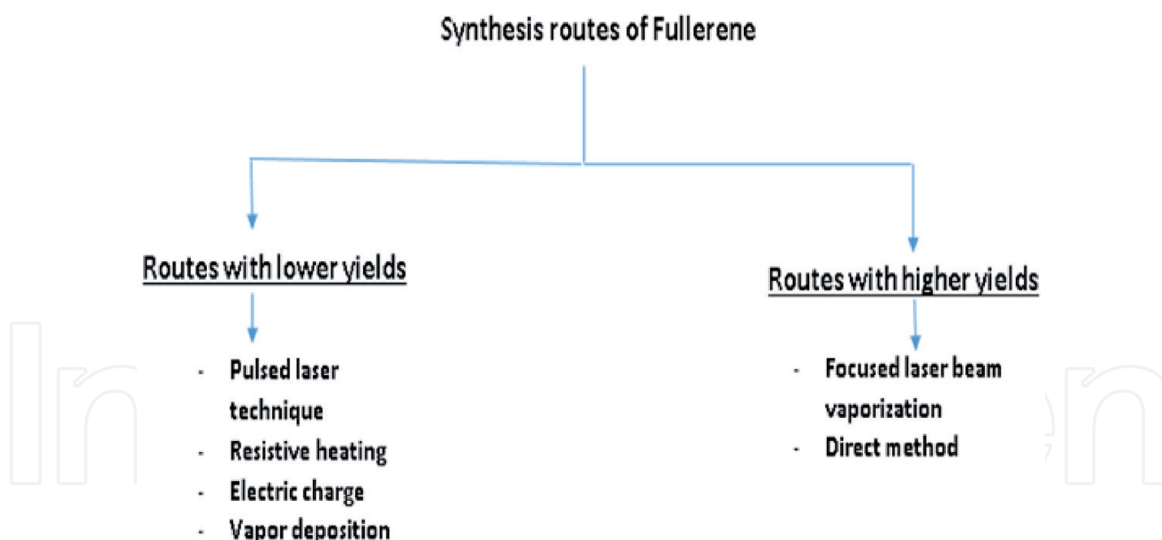 Synthesis routes of Fullerene
Routes with lower yields
- Pulsed laser
technique
- Resistive heating
- Electric charge
- Vapor deposition
Routes with higher yields
- Focused laser beam
vaporization
- Direct method